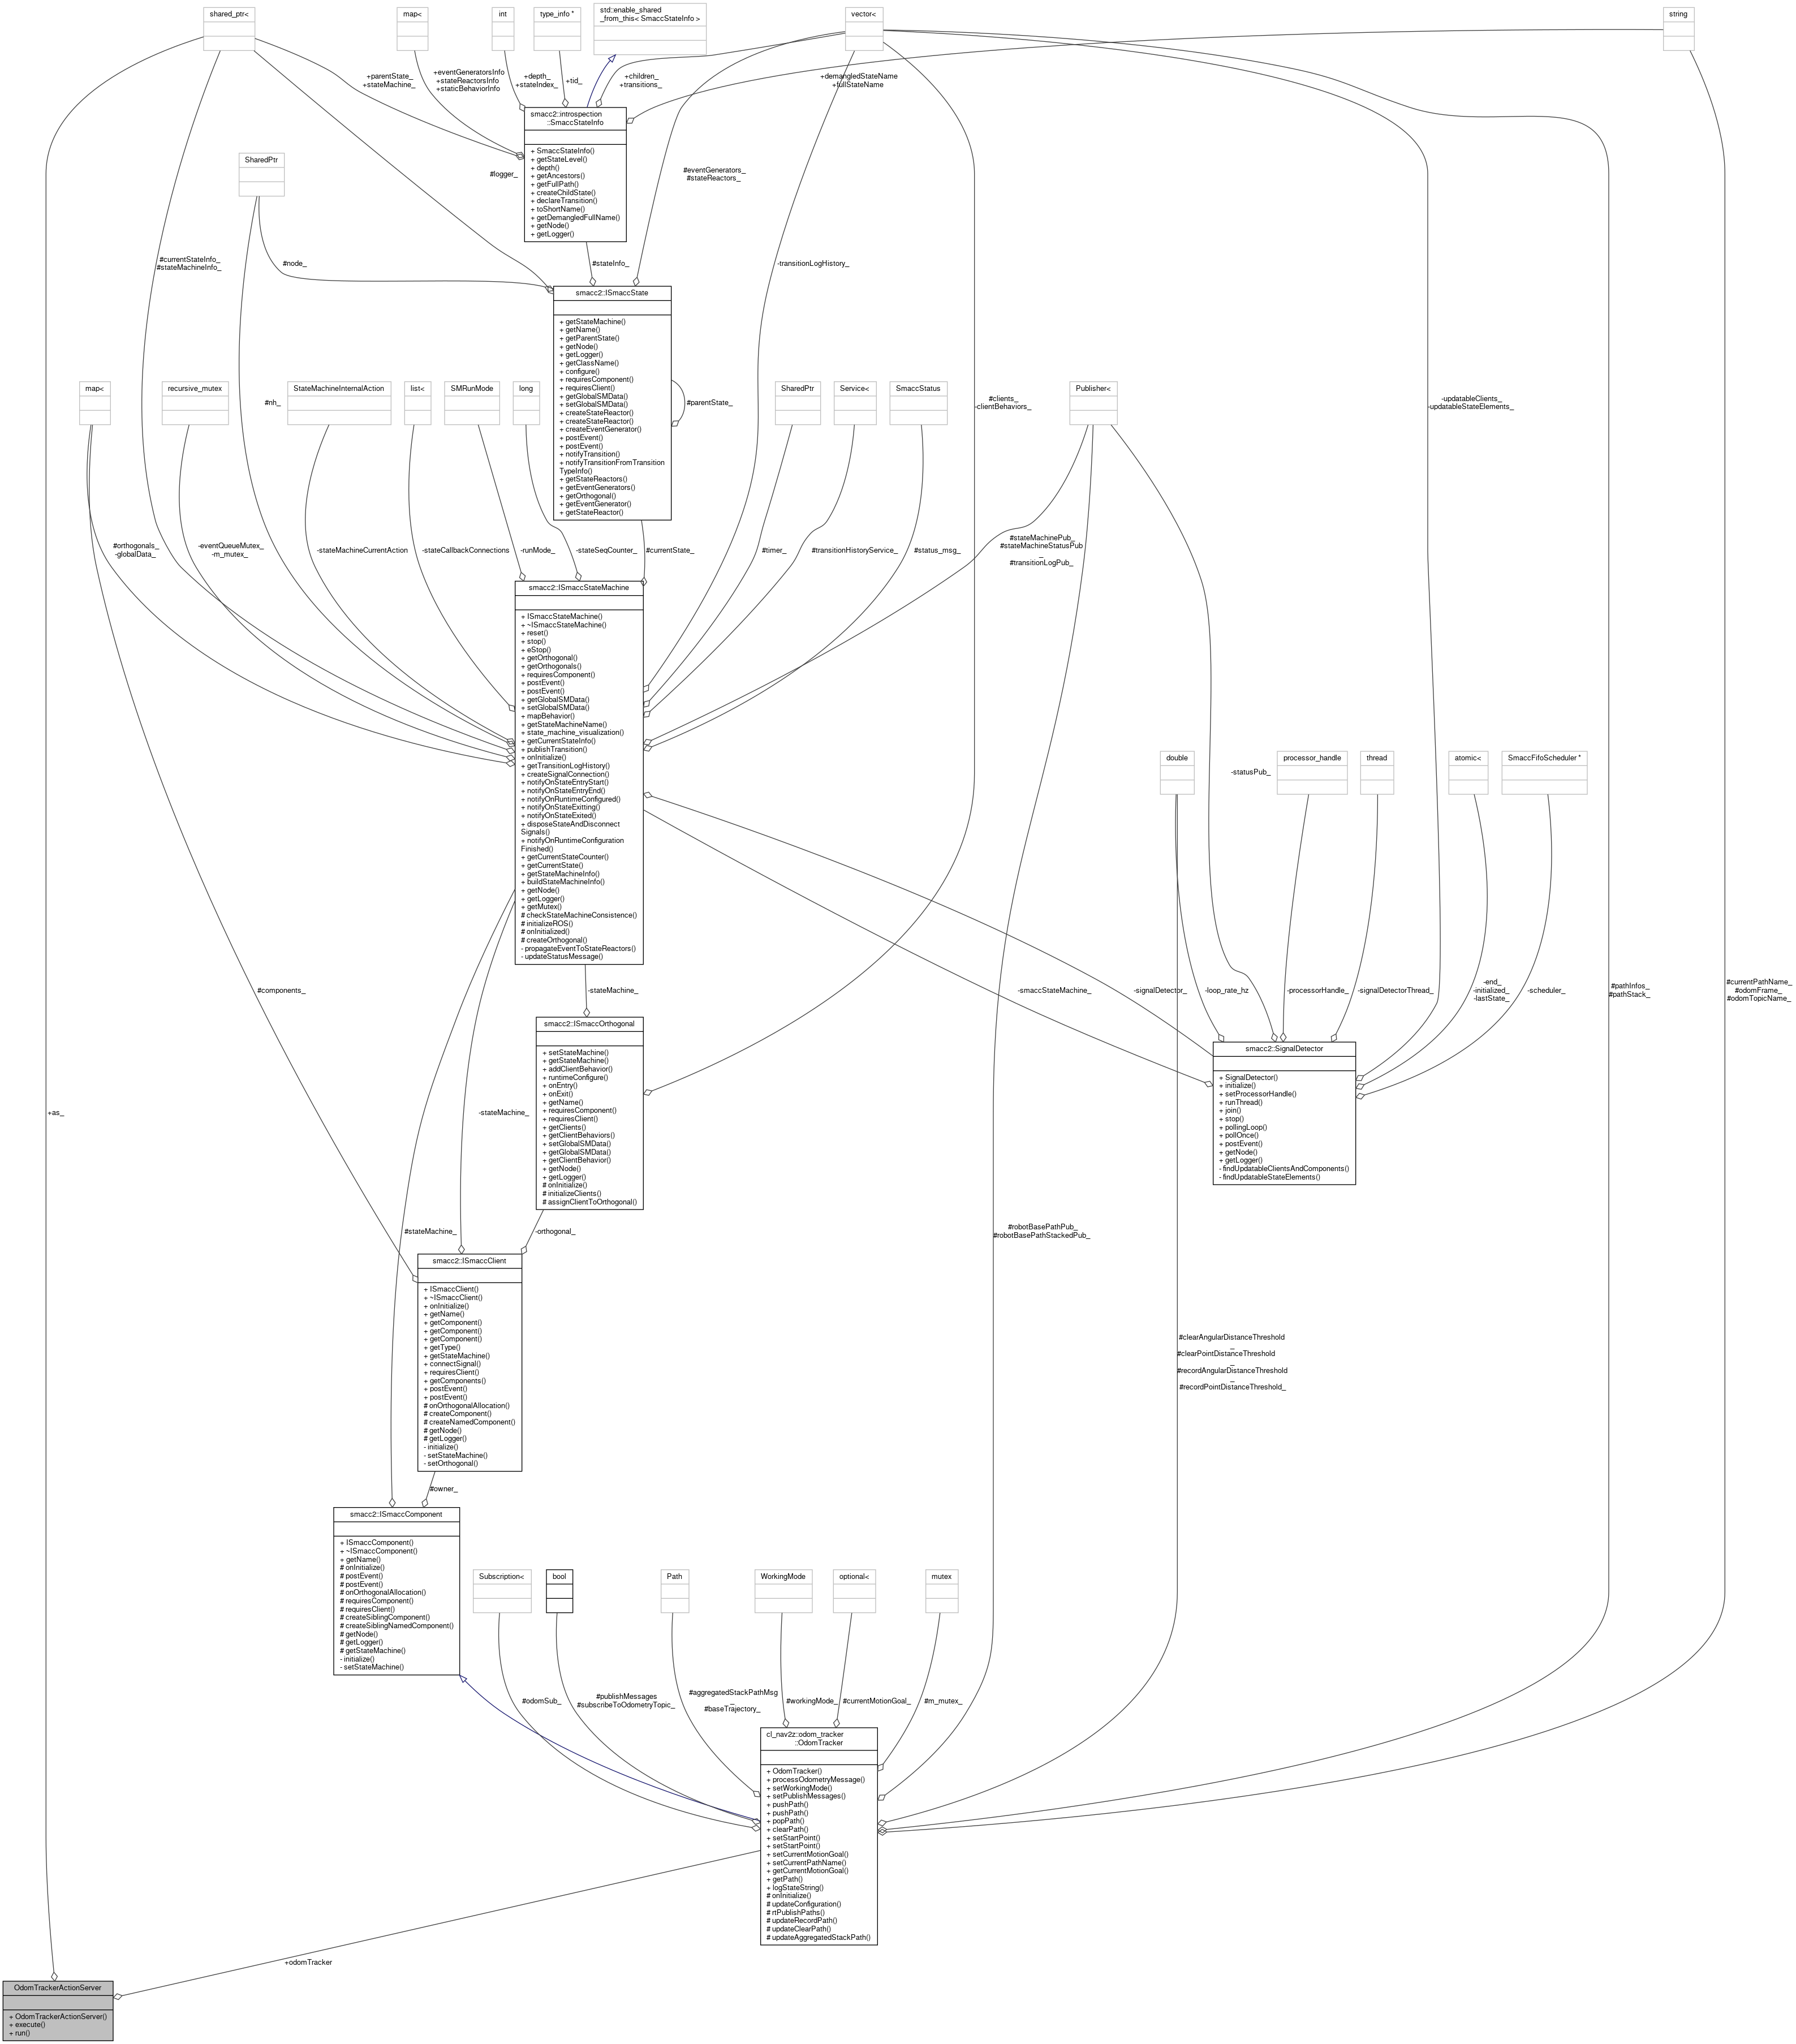 shared_ptr<
map<
int
type_info *
std::enable_shared
_from_this< SmaccStateInfo >
vector<
string
+parentState_
+stateMachine_
+eventGeneratorsInfo
+stateReactorsInfo
+staticBehaviorInfo
+depth_
+stateIndex_
+tid_
+children_
+transitions_
+demangledStateName
+fullStateName
smacc2::introspection
::SmaccStateInfo
+ SmaccStateInfo()
+ getStateLevel()
+ depth()
+ getAncestors()
+ getFullPath()
+ createChildState()
+ declareTransition()
+ toShortName()
+ getDemangledFullName()
+ getNode()
+ getLogger()
SharedPtr
#logger_
#eventGenerators_
#stateReactors_
#currentStateInfo_
#stateMachineInfo_
#node_
#stateInfo_
-transitionLogHistory_
smacc2::ISmaccState
+ getStateMachine()
+ getName()
+ getParentState()
+ getNode()
+ getLogger()
+ getClassName()
+ configure()
+ requiresComponent()
+ requiresClient()
+ getGlobalSMData()
+ setGlobalSMData()
+ createStateReactor()
+ createStateReactor()
+ createEventGenerator()
+ postEvent()
+ postEvent()
+ notifyTransition()
+ notifyTransitionFromTransition
TypeInfo()
+ getStateReactors()
+ getEventGenerators()
+ getOrthogonal()
+ getEventGenerator()
+ getStateReactor()
#parentState_
map<
recursive_mutex
StateMachineInternalAction
list<
SMRunMode
long
SharedPtr
Service<
SmaccStatus
Publisher<
#nh_
#clients_
-clientBehaviors_
-updatableClients_
-updatableStateElements_
#orthogonals_
-globalData_
-eventQueueMutex_
-m_mutex_
-stateMachineCurrentAction
-stateCallbackConnections
-runMode_
-stateSeqCounter_
#currentState_
#timer_
#transitionHistoryService_
#status_msg_
#stateMachinePub_
#stateMachineStatusPub
_
#transitionLogPub_
smacc2::ISmaccStateMachine
+ ISmaccStateMachine()
+ ~ISmaccStateMachine()
+ reset()
+ stop()
+ eStop()
+ getOrthogonal()
+ getOrthogonals()
+ requiresComponent()
+ postEvent()
+ postEvent()
+ getGlobalSMData()
+ setGlobalSMData()
+ mapBehavior()
+ getStateMachineName()
+ state_machine_visualization()
+ getCurrentStateInfo()
+ publishTransition()
+ onInitialize()
+ getTransitionLogHistory()
+ createSignalConnection()
+ notifyOnStateEntryStart()
+ notifyOnStateEntryEnd()
+ notifyOnRuntimeConfigured()
+ notifyOnStateExitting()
+ notifyOnStateExited()
+ disposeStateAndDisconnect
Signals()
+ notifyOnRuntimeConfiguration
Finished()
+ getCurrentStateCounter()
+ getCurrentState()
+ getStateMachineInfo()
+ buildStateMachineInfo()
+ getNode()
+ getLogger()
+ getMutex()
# checkStateMachineConsistence()
# initializeROS()
# onInitialized()
# createOrthogonal()
- propagateEventToStateReactors()
- updateStatusMessage()
double
processor_handle
thread
atomic<
SmaccFifoScheduler *
-statusPub_
#components_
-stateMachine_
-smaccStateMachine_
-signalDetector_
-loop_rate_hz
-processorHandle_
-signalDetectorThread_
-end_
-initialized_
-lastState_
-scheduler_
#pathInfos_
#pathStack_
#currentPathName_
#odomFrame_
#odomTopicName_
smacc2::ISmaccOrthogonal
+ setStateMachine()
+ getStateMachine()
+ addClientBehavior()
+ runtimeConfigure()
+ onEntry()
+ onExit()
+ getName()
+ requiresComponent()
+ requiresClient()
+ getClients()
+ getClientBehaviors()
+ setGlobalSMData()
+ getGlobalSMData()
+ getClientBehavior()
+ getNode()
+ getLogger()
# onInitialize()
# initializeClients()
# assignClientToOrthogonal()
smacc2::SignalDetector
+ SignalDetector()
+ initialize()
+ setProcessorHandle()
+ runThread()
+ join()
+ stop()
+ pollingLoop()
+ pollOnce()
+ postEvent()
+ getNode()
+ getLogger()
- findUpdatableClientsAndComponents()
- findUpdatableStateElements()
+as_
-stateMachine_
#stateMachine_
-orthogonal_
#robotBasePathPub_
#robotBasePathStackedPub_
smacc2::ISmaccClient
+ ISmaccClient()
+ ~ISmaccClient()
+ onInitialize()
+ getName()
+ getComponent()
+ getComponent()
+ getComponent()
+ getType()
+ getStateMachine()
+ connectSignal()
+ requiresClient()
+ getComponents()
+ postEvent()
+ postEvent()
# onOrthogonalAllocation()
# createComponent()
# createNamedComponent()
# getNode()
# getLogger()
- initialize()
- setStateMachine()
- setOrthogonal()
#clearAngularDistanceThreshold
_
#clearPointDistanceThreshold
_
#recordAngularDistanceThreshold
_
#recordPointDistanceThreshold_
#owner_
smacc2::ISmaccComponent
+ ISmaccComponent()
+ ~ISmaccComponent()
+ getName()
# onInitialize()
# postEvent()
# postEvent()
# onOrthogonalAllocation()
# requiresComponent()
# requiresClient()
# createSiblingComponent()
# createSiblingNamedComponent()
# getNode()
# getLogger()
# getStateMachine()
- initialize()
- setStateMachine()
Subscription<
bool
Path
WorkingMode
optional<
mutex
#odomSub_
#publishMessages
#subscribeToOdometryTopic_
#aggregatedStackPathMsg
_
#baseTrajectory_
#workingMode_
#currentMotionGoal_
#m_mutex_
cl_nav2z::odom_tracker
::OdomTracker
+ OdomTracker()
+ processOdometryMessage()
+ setWorkingMode()
+ setPublishMessages()
+ pushPath()
+ pushPath()
+ popPath()
+ clearPath()
+ setStartPoint()
+ setStartPoint()
+ setCurrentMotionGoal()
+ setCurrentPathName()
+ getCurrentMotionGoal()
+ getPath()
+ logStateString()
# onInitialize()
# updateConfiguration()
# rtPublishPaths()
# updateRecordPath()
# updateClearPath()
# updateAggregatedStackPath()
+odomTracker
OdomTrackerActionServer
+ OdomTrackerActionServer()
+ execute()
+ run()